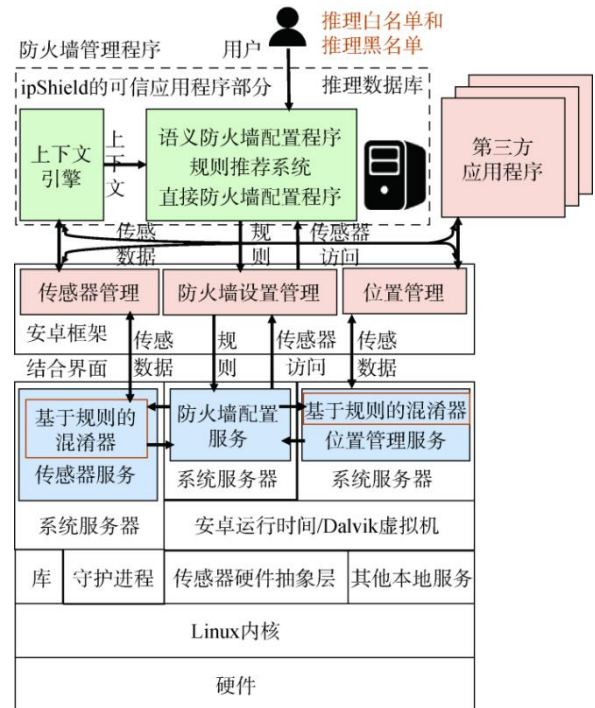 推理白名单和
推理黑名单
用户
防火墙管理程序
ipShield的可信应用程序部分
推理数据库
上下文
引擎
上
下
文
语义防火墙配置程序
规则推荐系统
直接防火墙配置程序
第三方
应用程序
传感
数据
规
则
传感器
访问
传感器管理
防火墙设置管理
位置管理
安卓框架
传感
数据
规
则
传感器
访问
传感
数据
结合界面
基于规则的
混淆器
传感器服务
系统服务器
防火墙配置
服务
系统服务器
基于规则的混淆器
位置管理服务
系统服务器
安卓运行时间/Dalvik虚拟机
库
守护进程
传感器硬件抽象层
其他本地服务
Linux内核
硬件